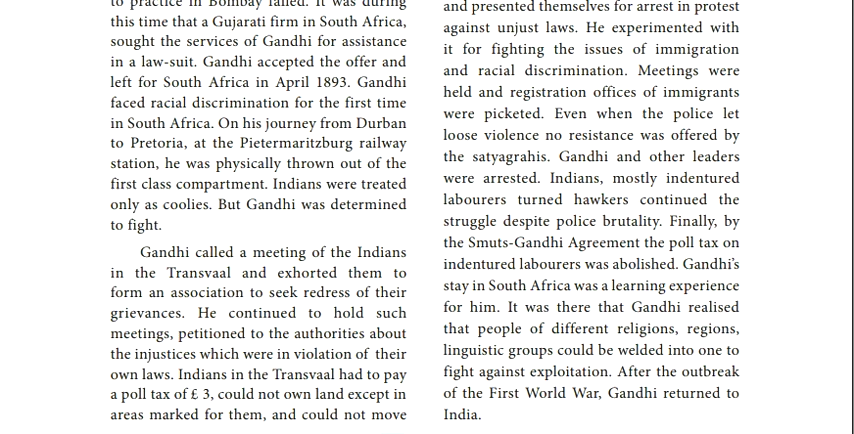 to practice in Bombay failed. It was during
this time that a Gujarati firm in South Africa,
sought the services of Gandhi for assistance
in a law-suit. Gandhi accepted the offer and
left for South Africa in April 1893. Gandhi
faced racial discrimination for the first time
in South Africa. On his journey from Durban
to Pretoria, at the Pietermaritzburg railway
station, he was physically thrown out of the
first class compartment. Indians were treated
only as coolies. But Gandhi was determined
to fight.
Gandhi called a meeting of the Indians
in the Transvaal and exhorted them to
form an association to seek redress of their
grievances. He continued to hold such
meetings, petitioned to the authorities about
the injustices which were in violation of their
own laws. Indians in the Transvaal had to pay
a poll tax of £ 3, could not own land except in
areas marked for them, and could not move
and presented themselves for arrest in protest
against unjust laws. He experimented with
it for fighting the issues of immigration
and racial discrimination. Meetings were
held and registration offices of immigrants
were picketed. Even when the police let
loose violence no resistance was offered by
the satyagrahis. Gandhi and other leaders
were arrested. Indians, mostly indentured
labourers turned hawkers continued the
struggle despite police brutality. Finally, by
the Smuts-Gandhi Agreement the poll tax on
indentured labourers was abolished. Gandhi's
stay in South Africa was a learning experience
for him. It was there that Gandhi realised
that people of different religions, regions,
linguistic groups could be welded into one to
fight against exploitation. After the outbreak
of the First World War, Gandhi returned to
India.